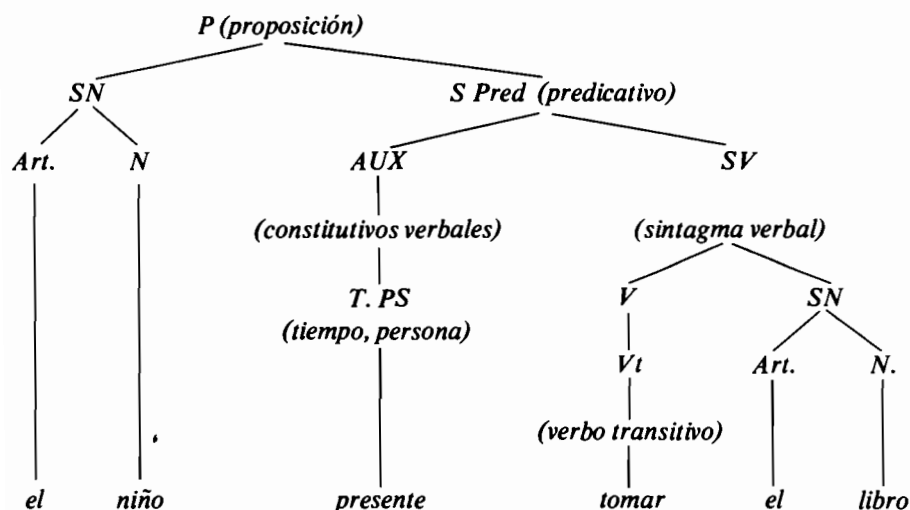 P (proposición)
SN S Pred (predicativo)
Art. N AUX SV
(constitutivos verbales) (sintagma verbal)
T. PS V SN
(tiempo, persona)
Vt Art. N.
(verbo transitivo)
el niño presente tomar el libro